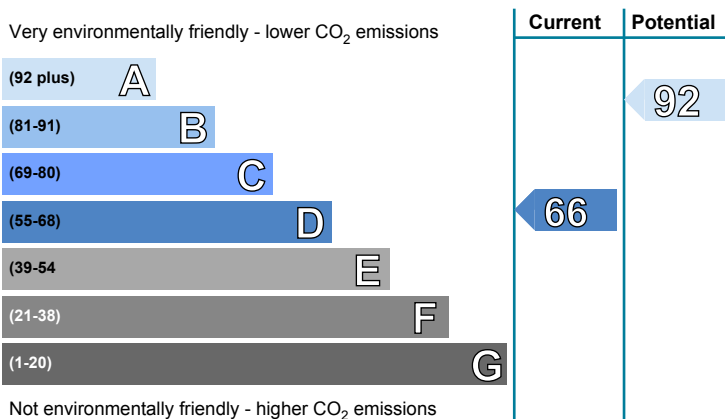 Very environmentally friendly - lower CO2 emissions
Current
Potential
(92 plus) A
92
(81-91) B
(69-80) C
(55-68) D
66
(39-54 E
(21-38) F
(1-20) G
Not environmentally friendly - higher CO2 emissions